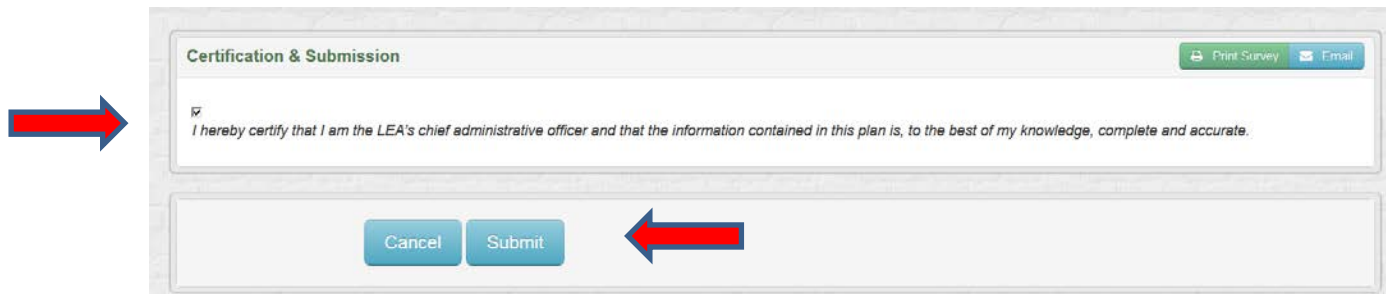 Certification & Submission
Print Survey
Email
I hereby certify that I am the LEA's chief administrative officer and that the information contained in this plan is, to the best of my knowledge, complete and accurate.
Cancel
Submit